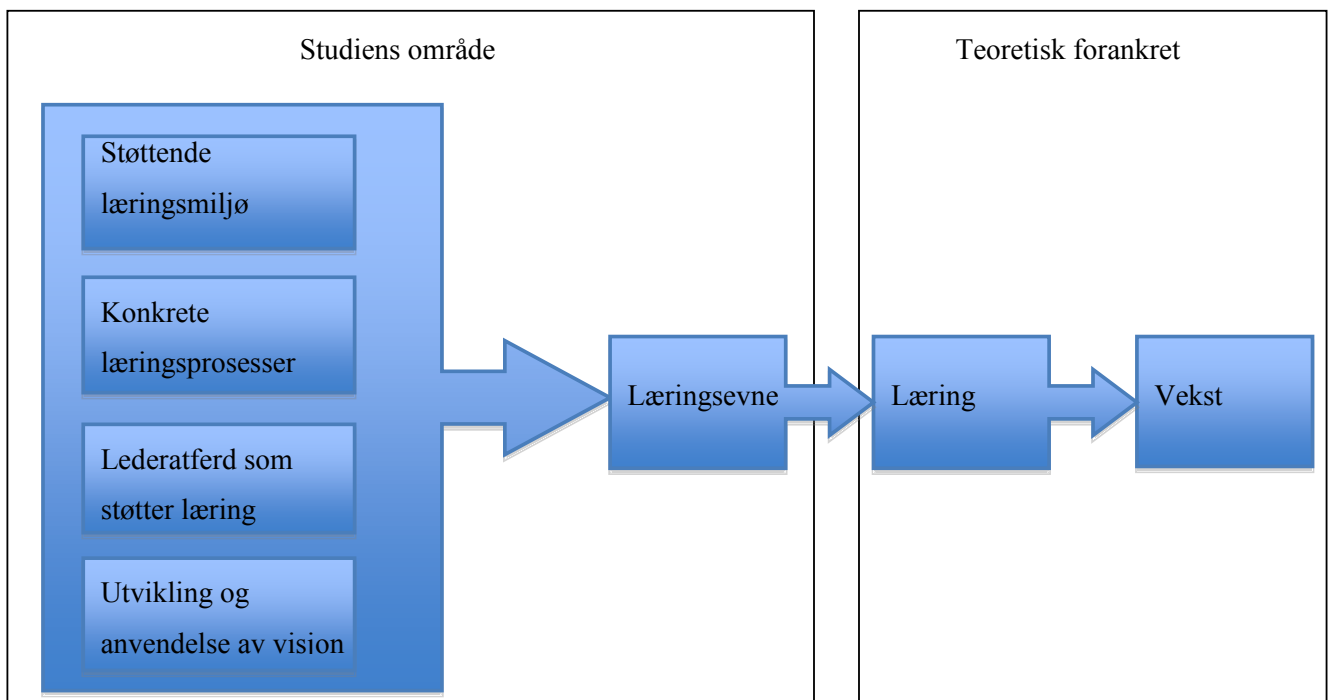 Studiens område
Støttende
læringsmiljø
Konkrete
læringsprosesser
Lederatferd som
støtter læring
Utvikling og
anvendelse av visjon
Læringsevne
Teoretisk forankret
Læring
Vekst